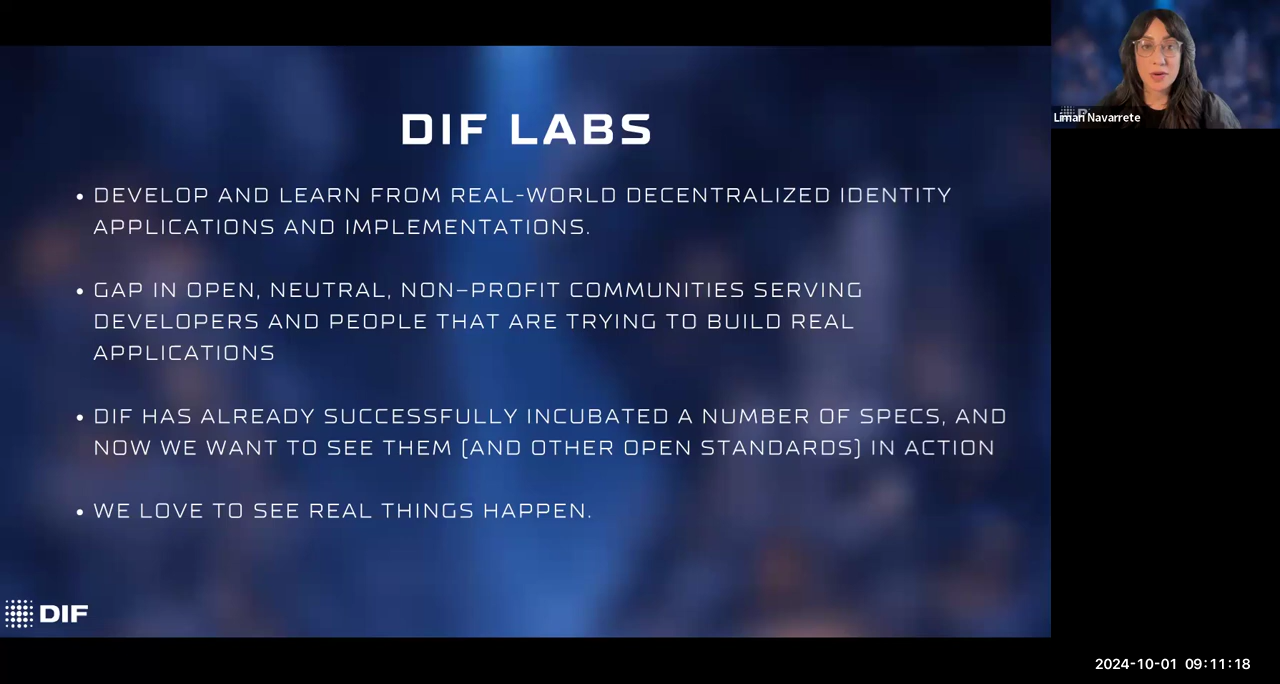 DIF LABS
• DEVELOP AND LEARN FROM REAL-WORLD DECENTRALIZED IDENTITY
APPLICATIONS AND IMPLEMENTATIONS.
• GAP IN OPEN, NEUTRAL, NON-PROFIT COMMUNITIES SERVING
DEVELOPERS AND PEOPLE THAT ARE TRYING TO BUILD REAL
APPLICATIONS
• DIF HAS ALREADY SUCCESSFULLY INCUBATED A NUMBER OF SPECS, AND
NOW WE WANT TO SEE THEM (AND OTHER OPEN STANDARDS) IN ACTION
• WE LOVE TO SEE REAL THINGS HAPPEN.
DIF
Limari Navarrete
2024-10-01 09:11:18